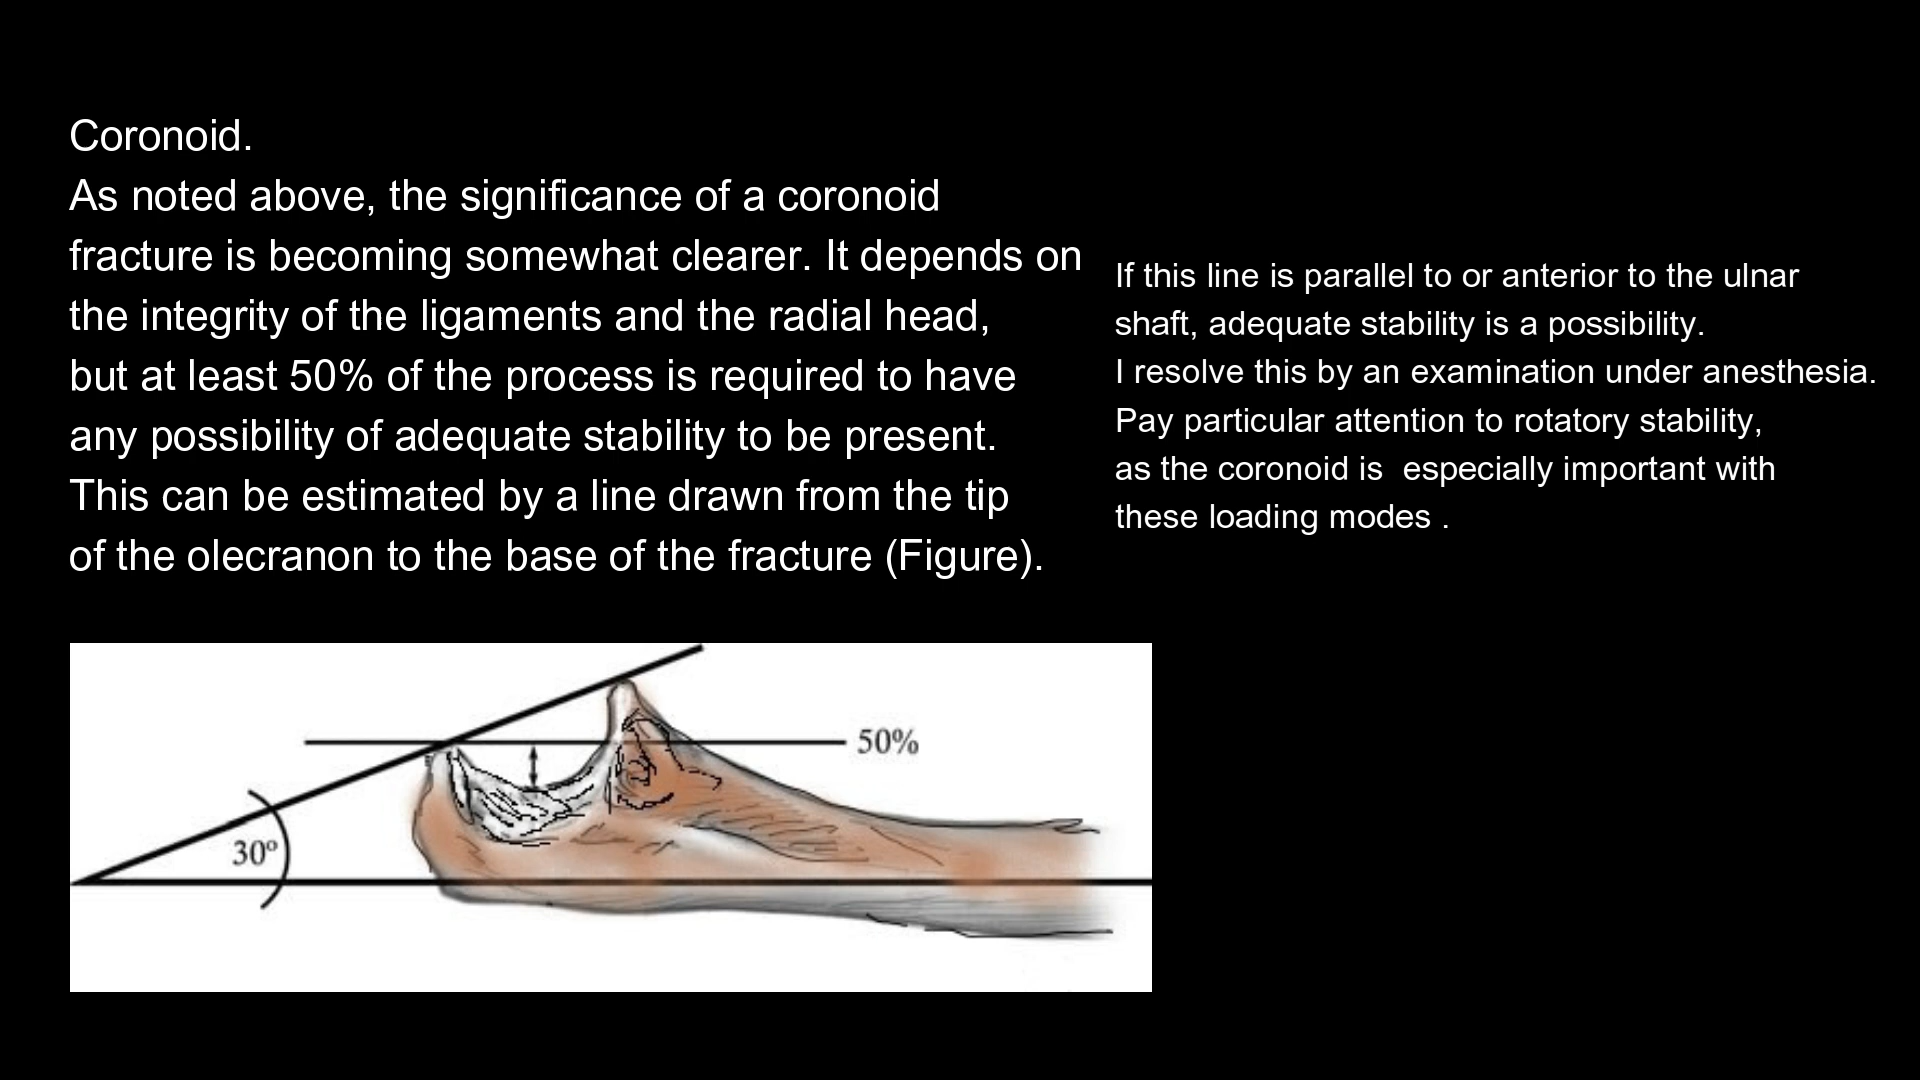 Coronoid.
As noted above, the significance of a coronoid
fracture is becoming somewhat clearer. It depends on
the integrity of the ligaments and the radial head,
but at least 50% of the process is required to have
any possibility of adequate stability to be present.
This can be estimated by a line drawn from the tip
of the olecranon to the base of the fracture (Figure).
If this line is parallel to or anterior to the ulnar
shaft, adequate stability is a possibility.
I resolve this by an examination under anesthesia.
Pay particular attention to rotatory stability,
as the coronoid is  especially important with
these loading modes .
50%
30º